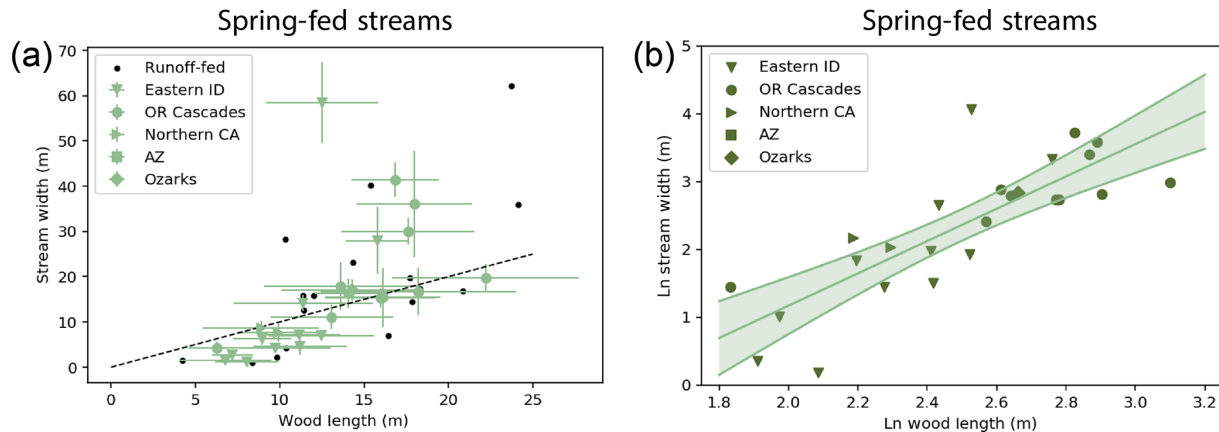 Spring-fed streams
(a)
Runoff-fed
Eastern ID
OR Cascades
Northern CA
AZ
Ozarks
Stream width (m)
70
60
50
40
30
20
10
0
0 5 10 15 20 25
Wood length (m)
Spring-fed streams
(b)
Eastern ID
OR Cascades
Northern CA
AZ
Ozarks
Ln stream width (m)
5
4
3
2
1
0
1.8 2.0 2.2 2.4 2.6 2.8 3.0 3.2
Ln wood length (m)